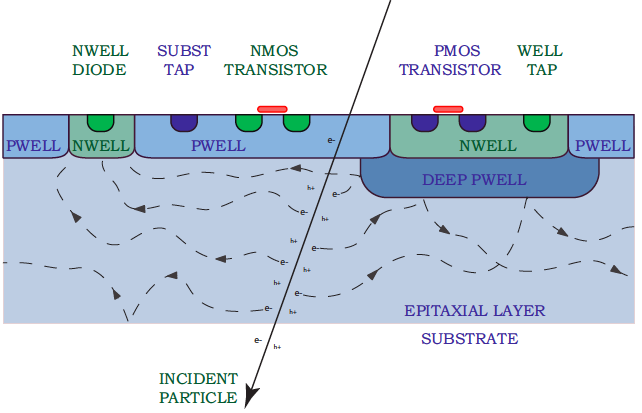 NWELL
DIODE
SUBST
TAP
NMOS
TRANSISTOR
PMOS
TRANSISTOR
WELL
TAP
PWELL
NWELL
PWELL
NWELL
PWELL
DEEP PWELL
e-
h+
e-
e-
h+
h+
e-
e-
h+
h+
e-
e-
h+
e-
h+
EPITAXIAL LAYER
SUBSTRATE
INCIDENT
PARTICLE